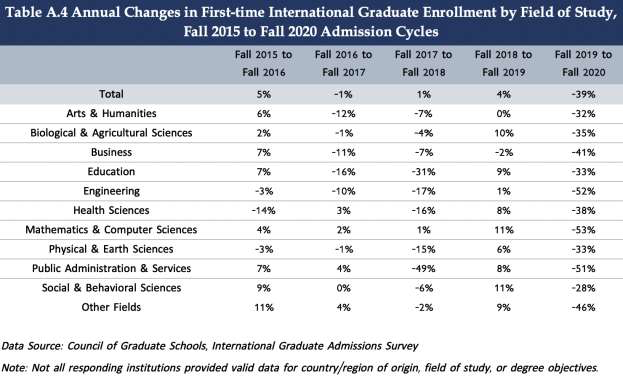 Table A.4 Annual Changes in First-time International Graduate Enrollment by Field of Study,
Fall 2015 to Fall 2020 Admission Cycles
Fall 2015 to Fall 2016 Fall 2016 to Fall 2017 Fall 2017 to Fall 2018 Fall 2018 to Fall 2019 Fall 2019 to Fall 2020
Total 5% -1% 1% 4% -39%
Arts & Humanities 6% -12% -7% 0% -32%
Biological & Agricultural Sciences 2% -1% -4% 10% -35%
Business 7% -11% -7% -2% -41%
Education 7% -16% -31% 9% -33%
Engineering -3% -10% -17% 1% -52%
Health Sciences -14% 3% -16% 8% -38%
Mathematics & Computer Sciences 4% 2% 1% 11% -53%
Physical & Earth Sciences -3% -1% -15% 6% -33%
Public Administration & Services 7% 4% -49% 8% -51%
Social & Behavioral Sciences 9% 0% -6% 11% -28%
Other Fields 11% 4% -2% 9% -46%
Data Source: Council of Graduate Schools, International Graduate Admissions Survey
Note: Not all responding institutions provided valid data for country/region of origin, field of study, or degree objectives.